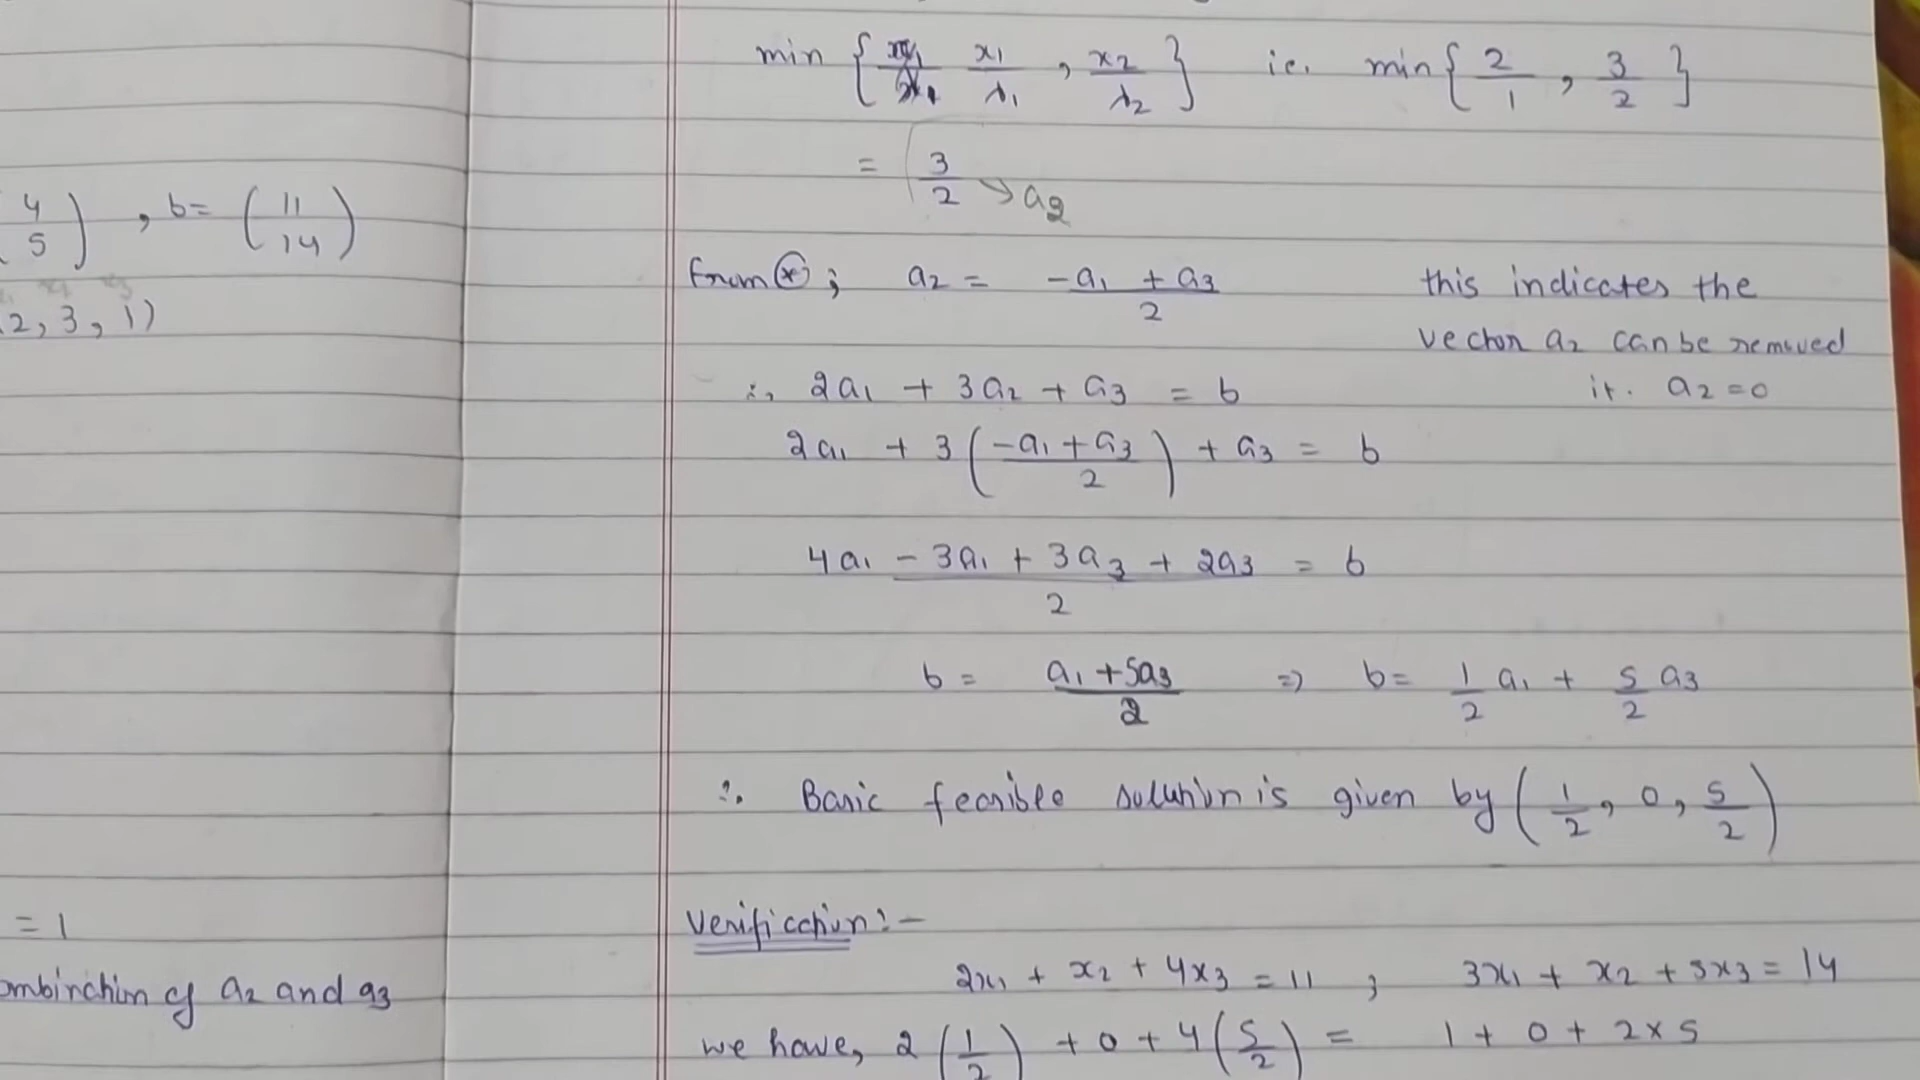 4
5 ) , b = ( 11
14 )
2, 3, 1)
= 1
of a2 and a3
min { x1/λ1 , x2/λ2 } i.e. min { 2/1 , 3/2 }
= 3/2 → a2
From (*) ; a2 = (-a1 + a3)/2 this indicates the
vector a2 can be removed
∴ 2a1 + 3a2 + a3 = b ie. a2 = 0
2a1 + 3 ( (-a1 + a3)/2 ) + a3 = b
(4a1 - 3a1 + 3a3 + 2a3)/2 = b
b = (a1 + 5a3)/2 ⇒ b = 1/2 a1 + 5/2 a3
∴ Basic feasible solution is given by ( 1/2 , 0 , 5/2 )
Verification :-
2x1 + x2 + 4x3 = 11 ; 3x1 + x2 + 5x3 = 14
we have, 2 ( 1/2 ) + 0 + 4 ( 5/2 ) = 1 + 0 + 2 × 5